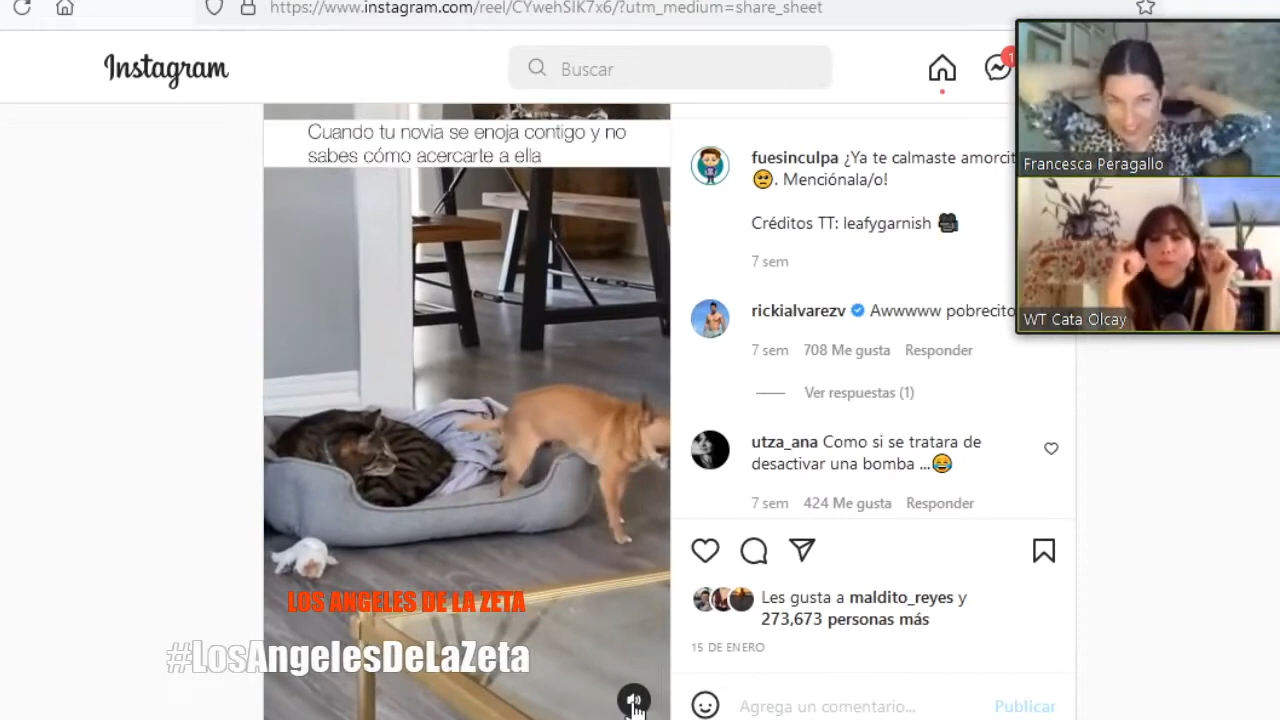 https://www.instagram.com/reel/CYwehSIK7x6/?utm_medium=share_sheet
Instagram
Buscar
1
Cuando tu novia se enoja contigo y no
sabes cómo acercarte a ella
fuesinculpa ¿Ya te calmaste amorcit
🥺. Menciónala/o!
Créditos TT: leafygarnish 🎥
7 sem
rickialvarezv Awwwww pobrecito
7 sem 708 Me gusta Responder
Ver respuestas (1)
utza_ana Como si se tratara de
desactivar una bomba ...😂
7 sem 424 Me gusta Responder
Les gusta a maldito_reyes y
273,673 personas más
15 DE ENERO
Agrega un comentario... Publicar
Francesca Peragallo
WT Cata Olcay
LOS ANGELES DE LA ZETA
#LosAngelesDeLaZeta